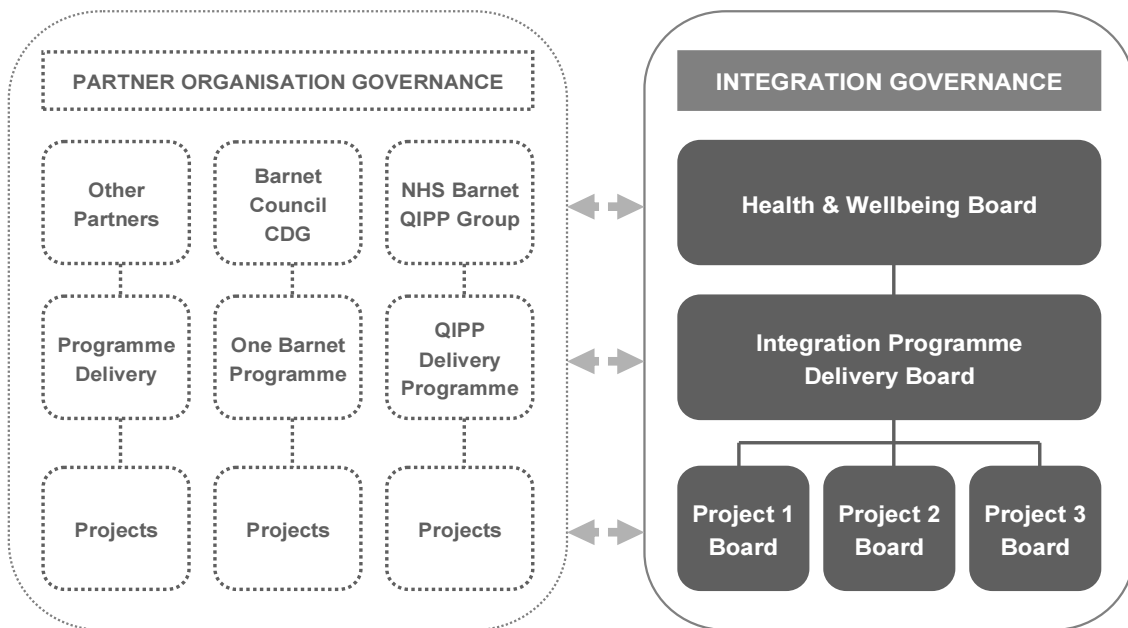 PARTNER ORGANISATION GOVERNANCE
Other
Partners
Barnet
Council
CDG
NHS Barnet
QIPP Group
Programme
Delivery
One Barnet
Programme
QIPP
Delivery
Programme
Projects
Projects
Projects
INTEGRATION GOVERNANCE
Health & Wellbeing Board
Integration Programme
Delivery Board
Project 1
Board
Project 2
Board
Project 3
Board